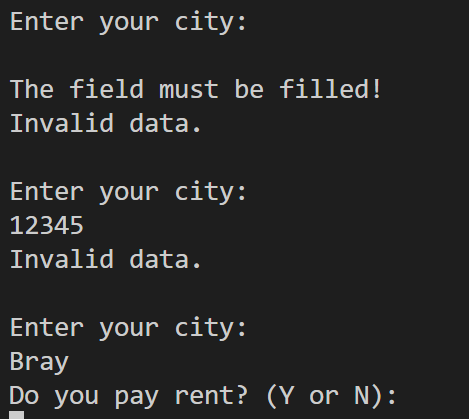 Enter your city:
The field must be filled!
Invalid data.
Enter your city:
12345
Invalid data.
Enter your city:
Bray
Do you pay rent? (Y or N):